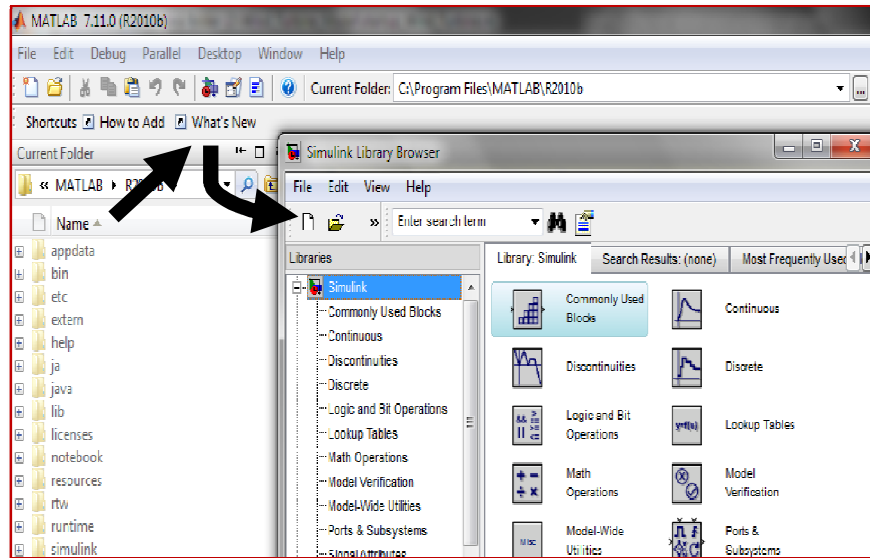 MATLAB 7.11.0 (R2010b)
File Edit Debug Parallel Desktop Window Help
Current Folder: C:\Program Files\MATLAB\R2010b
Shortcuts How to Add What's New
Current Folder
« MATLAB
Name
appdata
bin
etc
extern
help
ja
java
lib
licenses
notebook
resources
rtw
runtime
simulink
Simulink Library Browser
File Edit View Help
» Enter search term
Libraries
Simulink
Commonly Used Blocks
Continuous
Discontinuties
Discrete
Logic and Bit Operations
Lookup Tables
Math Operations
Model Verification
Model-Wide Utilities
Ports & Subsystems
Signal Attributes
Library: Simulink Search Results: (none) Most Frequently Used
Commonly Used
Blocks
Continuous
Discontinuities
Discrete
Logic and Bit
Operations
y=f(u)
Lookup Tables
Math
Operations
Model
Verification
Misc
Model-Wide
Utilities
Ports &
Subsystems